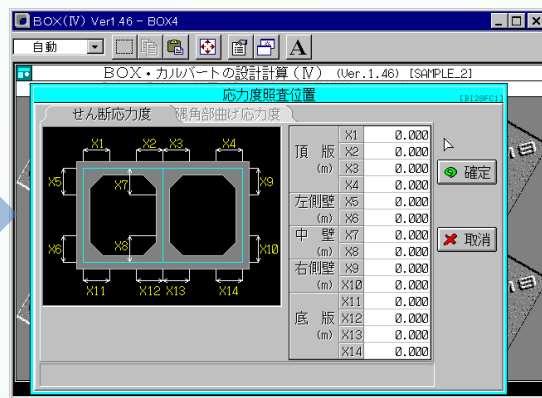 BOX(Ⅳ) Ver1.46 - BOX4
自動
A
BOX・カルバートの設計計算(Ⅳ) (Ver.1.46) [SAMPLE_2]
応力度照査位置
[BI28FC1]
せん断応力度
隅角部曲げ応力度
X1 X2 X3 X4
X5 X7 X9
X6 X8 X10
X11 X12 X13 X14
頂 版 (m)
X1 0.000
X2 0.000
X3 0.000
X4 0.000
左側壁 (m)
X5 0.000
X6 0.000
中 壁 (m)
X7 0.000
X8 0.000
右側壁 (m)
X9 0.000
X10 0.000
底 版 (m)
X11 0.000
X12 0.000
X13 0.000
X14 0.000
確定
取消